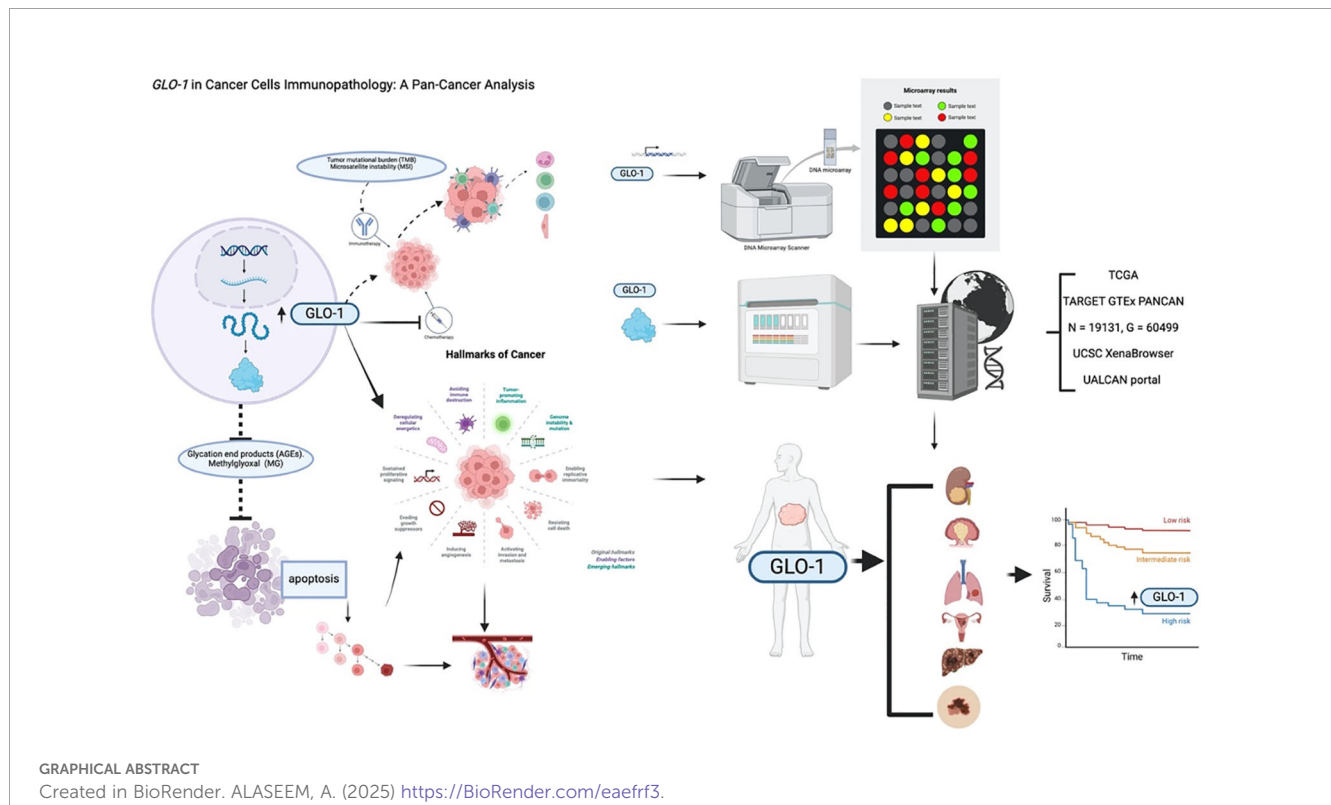 GLO-1 in Cancer Cells Immunopathology: A Pan-Cancer Analysis
Tumor mutational burden (TMB)
Microsatellite instability (MSI)
Immunotherapy
GLO-1
Chemotherapy
Glycation end products (AGEs).
Methylglyoxal (MG)
apoptosis
Hallmarks of Cancer
Avoiding
immune
destruction
Tumor-
promoting
inflammation
Deregulating
cellular
energetics
Genome
instability &
mutation
Sustained
proliferative
signaling
Enabling
replicative
immortality
Evading
growth
suppressors
Resisting
cell death
Inducing
angiogenesis
Activating
invasion and
metastasis
Original hallmarks
Enabling factors
Emerging hallmarks
GLO-1
DNA Microarray Scanner
DNA microarray
Microarray results
Sample text
Sample text
Sample text
Sample text
GLO-1
TCGA
TARGET GTEx PANCAN
N = 19131, G = 60499
UCSC XenaBrowser
UALCAN portal
GLO-1
Survival
100
80
60
40
20
0
Low risk
Intermediate risk
GLO-1
High risk
Time
GRAPHICAL ABSTRACT
Created in BioRender. ALASEEM, A. (2025) https://BioRender.com/eaefrf3.